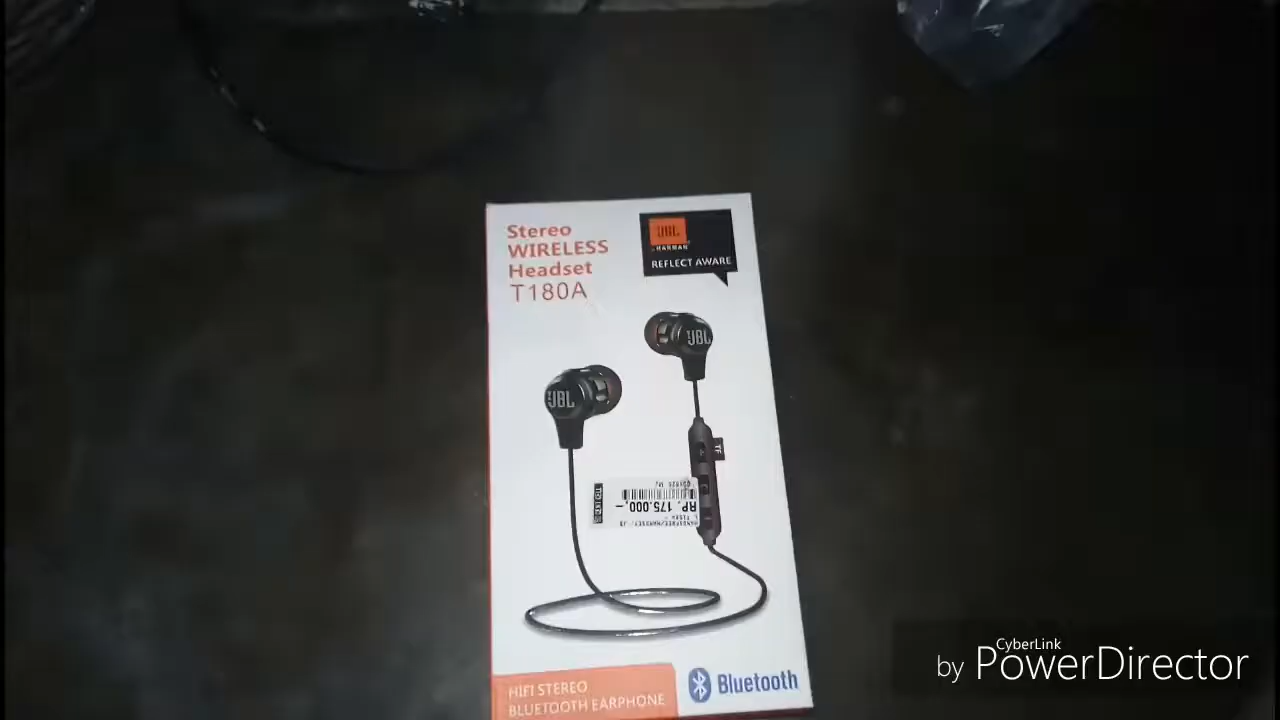 Stereo
WIRELESS
Headset
T180A
JBL
HARMAN
REFLECT AWARE
JBL
JBL
TF
RP. 175.000,-
HIFI STEREO
BLUETOOTH EARPHONE
Bluetooth
CyberLink
by PowerDirector